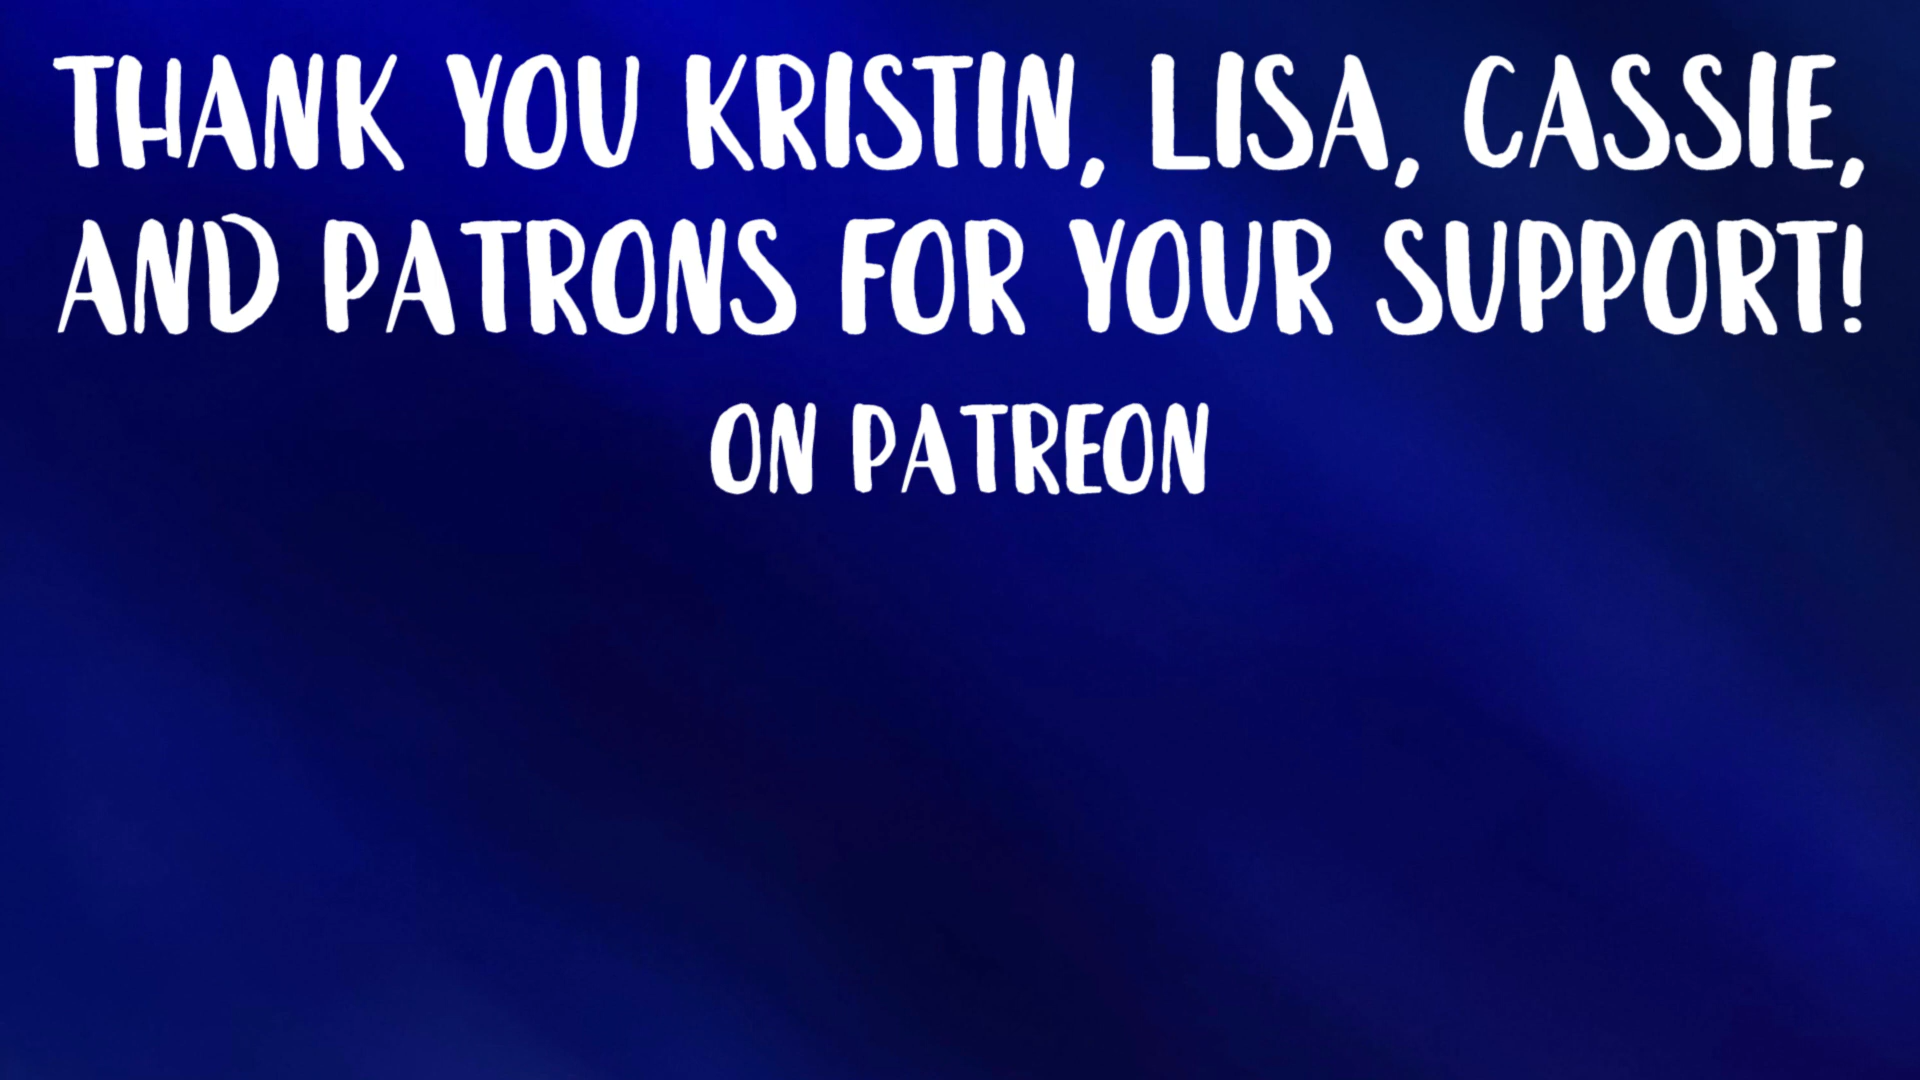 THANK YOU KRISTIN, LISA, CASSIE,
AND PATRONS FOR YOUR SUPPORT!
ON PATREON